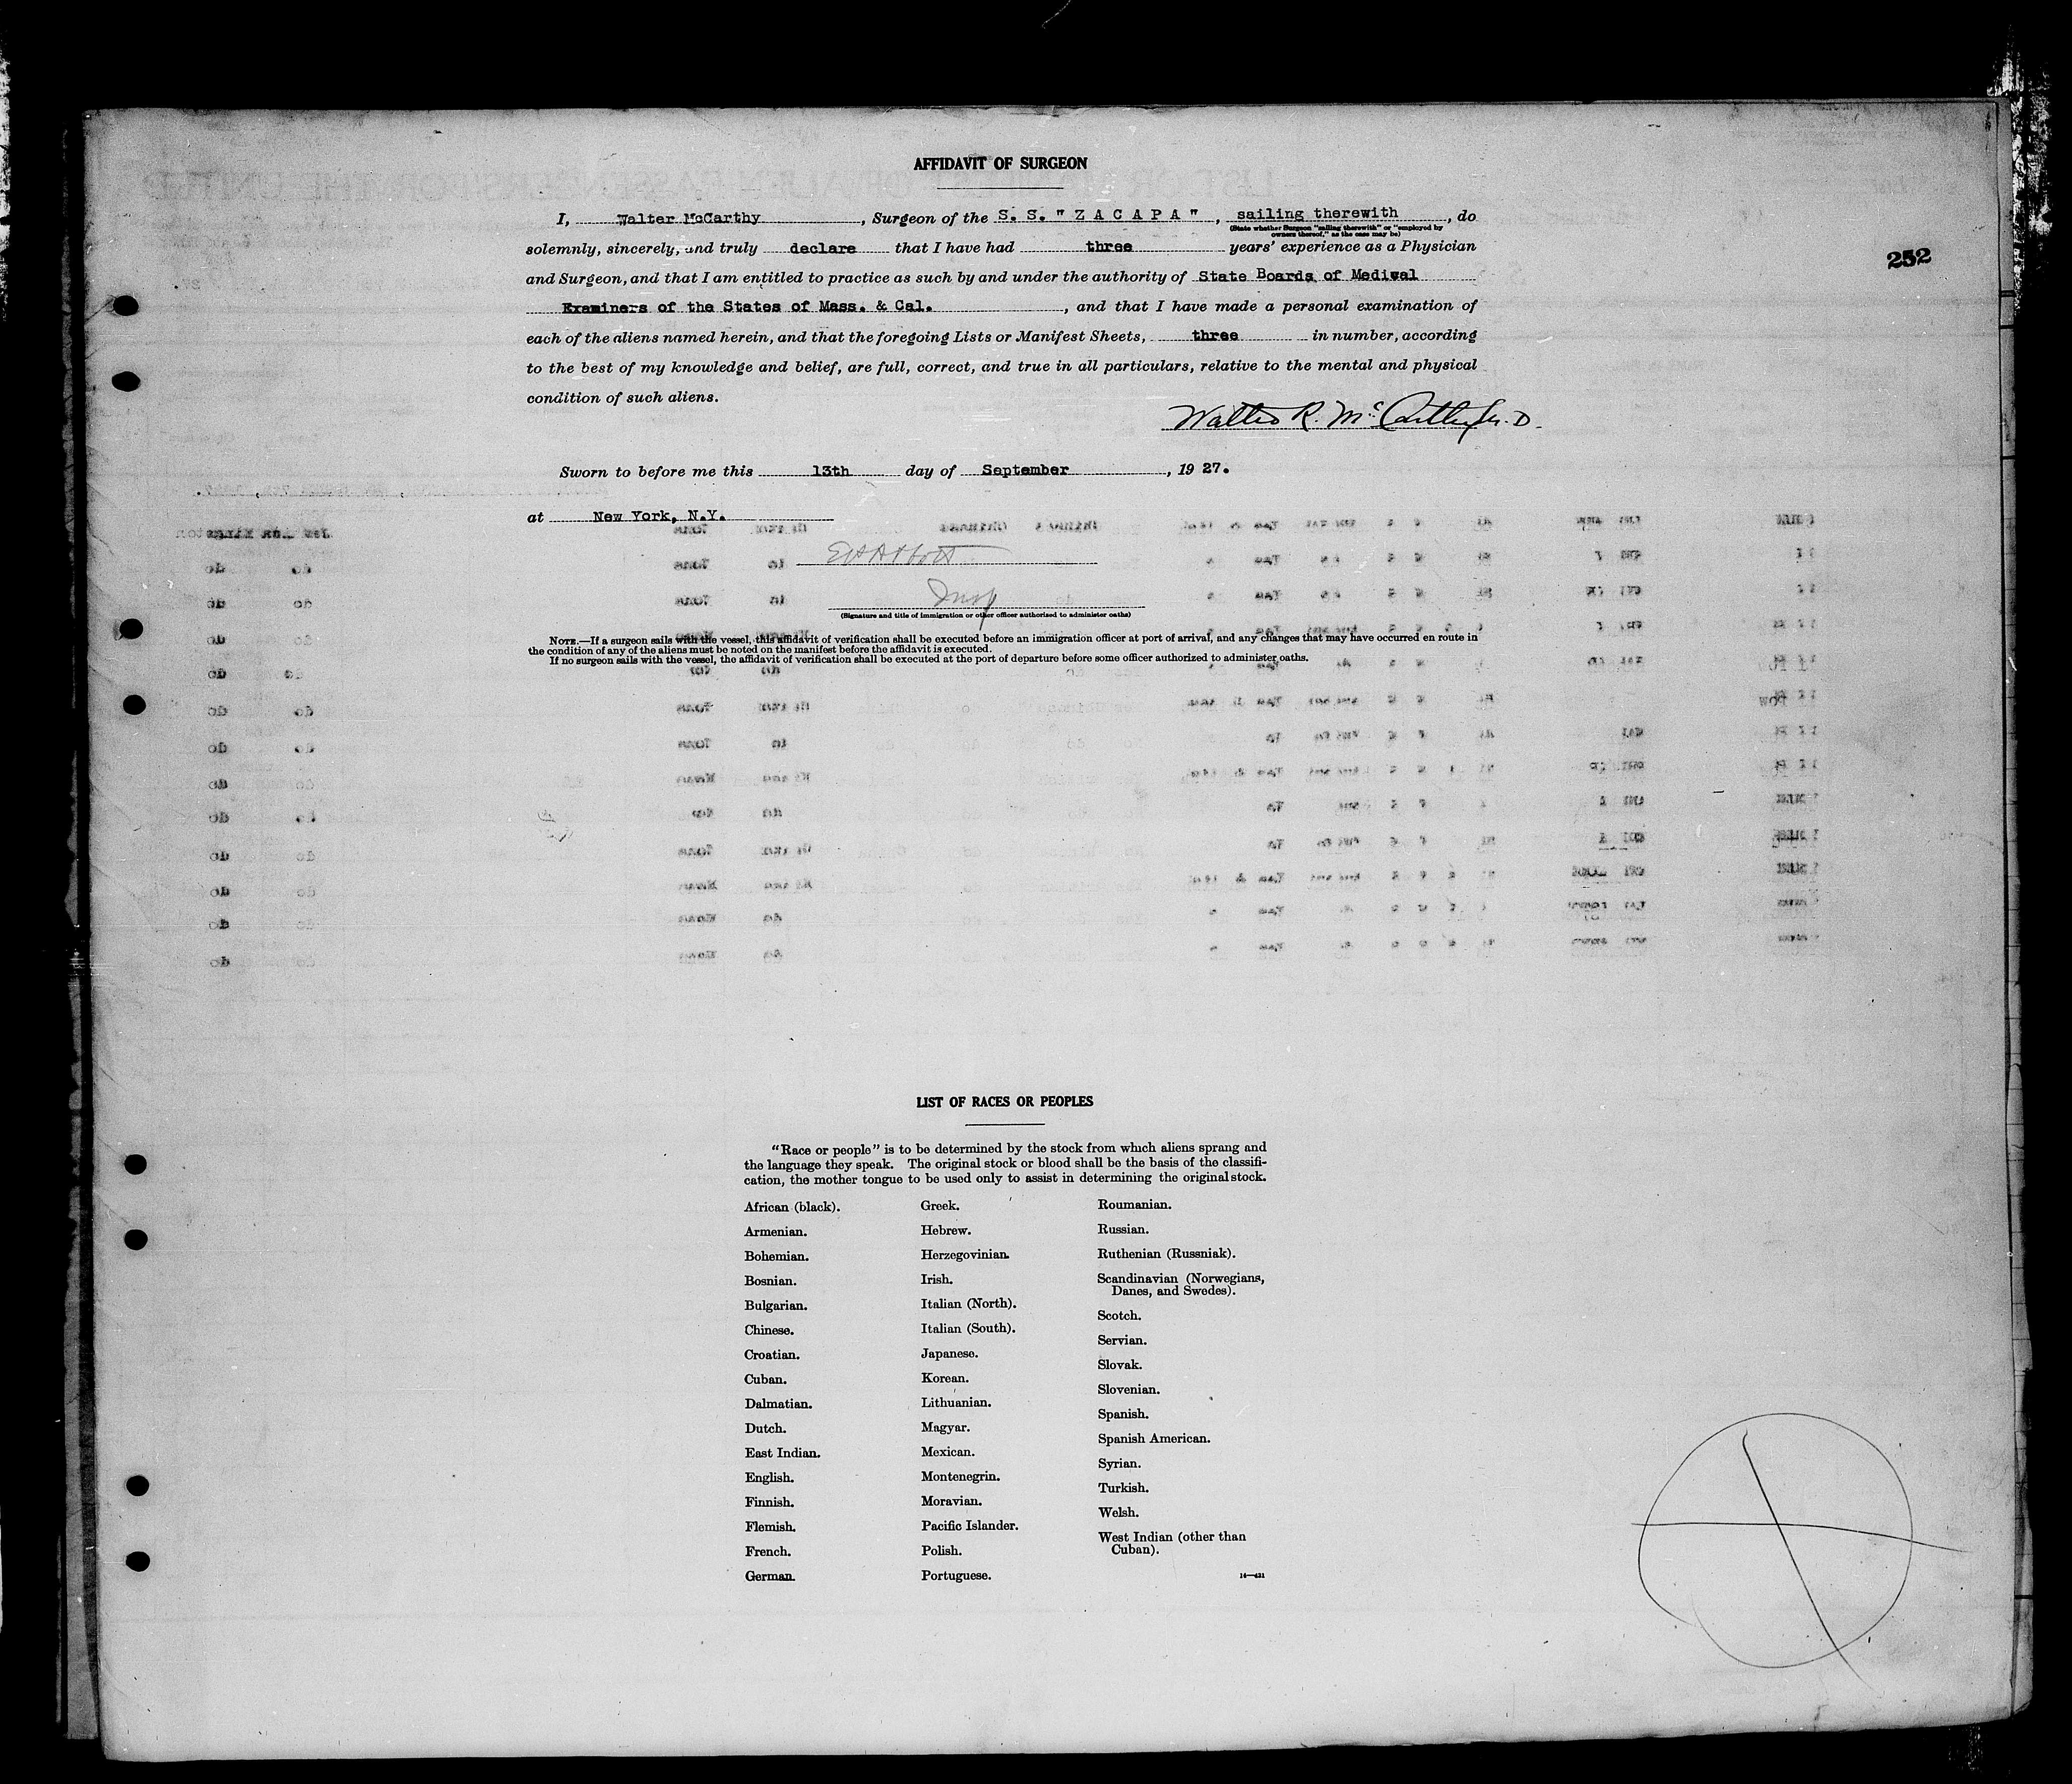 AFFIDAVIT OF SURGEON
I, Walter McCarthy, Surgeon of the S. S. "ZACAPA", sailing therewith, do
(State whether Surgeon "sailing therewith" or "employed by
owners thereof," as the case may be)
solemnly, sincerely, and truly declare that I have had three years' experience as a Physician
and Surgeon, and that I am entitled to practice as such by and under the authority of State Boards of Mediwal
Examiners of the States of Mass. & Cal., and that I have made a personal examination of
each of the aliens named herein, and that the foregoing Lists or Manifest Sheets, three in number, according
to the best of my knowledge and belief, are full, correct, and true in all particulars, relative to the mental and physical
condition of such aliens.
Walter R. McCarthy M.D.
Sworn to before me this 13th day of September, 1927.
at New York, N.Y.
Insp
(Signature and title of immigration or other officer authorised to administer oaths)
NOTE.—If a surgeon sails with the vessel, this affidavit of verification shall be executed before an immigration officer at port of arrival, and any changes that may have occurred en route in
the condition of any of the aliens must be noted on the manifest before the affidavit is executed.
If no surgeon sails with the vessel, the affidavit of verification shall be executed at the port of departure before some officer authorized to administer oaths.
252
LIST OF RACES OR PEOPLES
"Race or people" is to be determined by the stock from which aliens sprang and
the language they speak. The original stock or blood shall be the basis of the classifi-
cation, the mother tongue to be used only to assist in determining the original stock.
African (black).
Armenian.
Bohemian.
Bosnian.
Bulgarian.
Chinese.
Croatian.
Cuban.
Dalmatian.
Dutch.
East Indian.
English.
Finnish.
Flemish.
French.
German.
Greek.
Hebrew.
Herzegovinian.
Irish.
Italian (North).
Italian (South).
Japanese.
Korean.
Lithuanian.
Magyar.
Mexican.
Montenegrin.
Moravian.
Pacific Islander.
Polish.
Portuguese.
Roumanian.
Russian.
Ruthenian (Russniak).
Scandinavian (Norwegians,
Danes, and Swedes).
Scotch.
Servian.
Slovak.
Slovenian.
Spanish.
Spanish American.
Syrian.
Turkish.
Welsh.
West Indian (other than
Cuban).